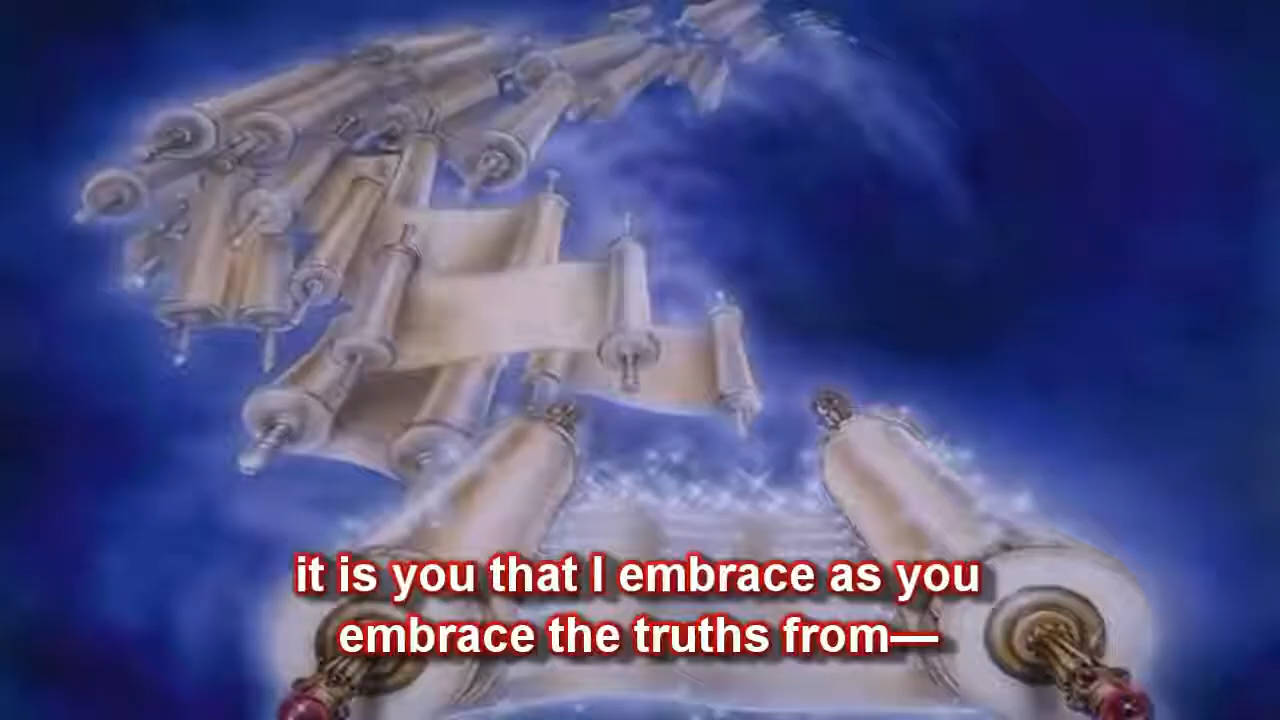 it is you that I embrace as you
embrace the truths from—